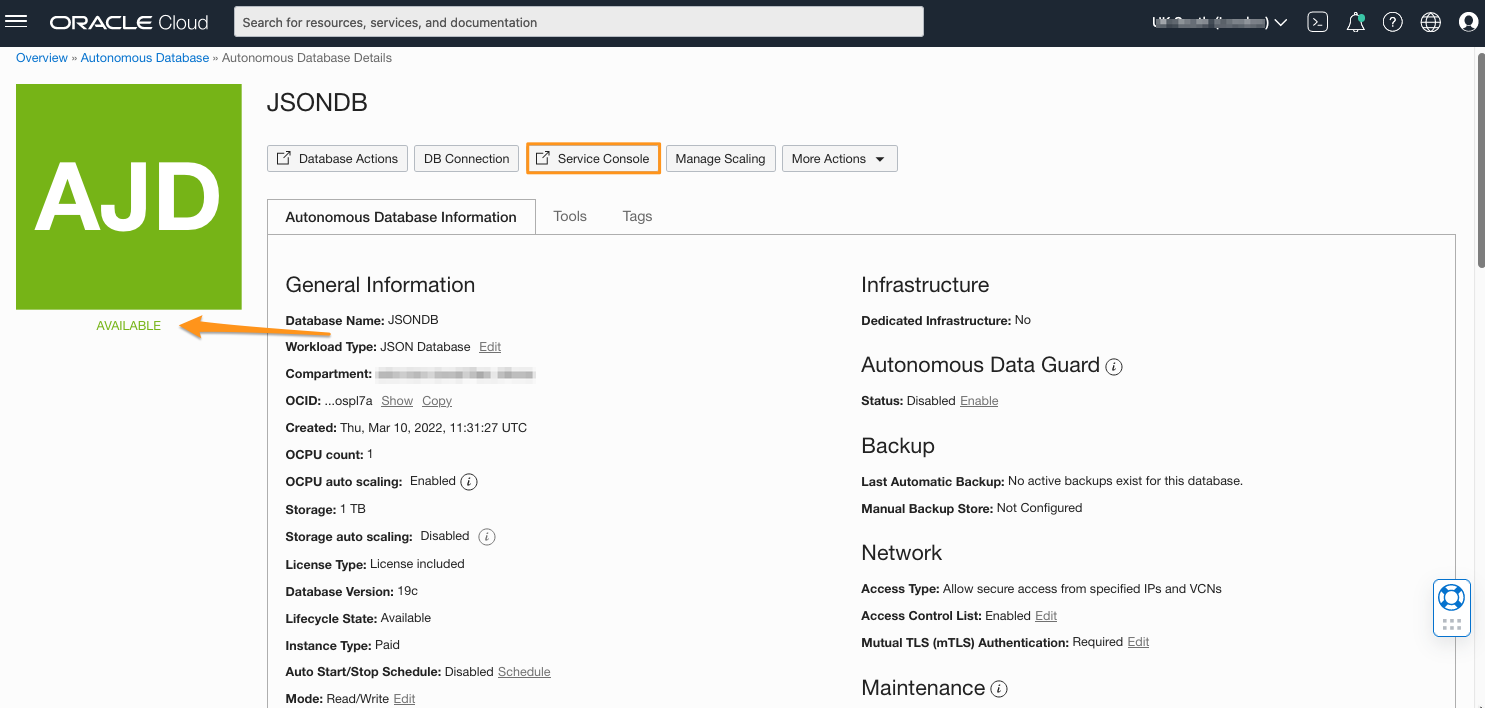 ORACLE Cloud
Search for resources, services, and documentation
Overview » Autonomous Database » Autonomous Database Details
AJD
AVAILABLE
JSONDB
Database Actions
DB Connection
Service Console
Manage Scaling
More Actions
Autonomous Database Information
Tools
Tags
General Information
Database Name: JSONDB
Workload Type: JSON Database Edit
Compartment:
OCID: ...ospl7a Show Copy
Created: Thu, Mar 10, 2022, 11:31:27 UTC
OCPU count: 1
OCPU auto scaling: Enabled i
Storage: 1 TB
Storage auto scaling: Disabled i
License Type: License included
Database Version: 19c
Lifecycle State: Available
Instance Type: Paid
Auto Start/Stop Schedule: Disabled Schedule
Mode: Read/Write Edit
Infrastructure
Dedicated Infrastructure: No
Autonomous Data Guard i
Status: Disabled Enable
Backup
Last Automatic Backup: No active backups exist for this database.
Manual Backup Store: Not Configured
Network
Access Type: Allow secure access from specified IPs and VCNs
Access Control List: Enabled Edit
Mutual TLS (mTLS) Authentication: Required Edit
Maintenance i